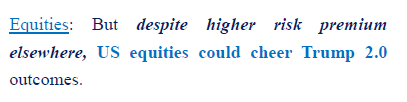 Equities: But despite higher risk premium
elsewhere, US equities could cheer Trump 2.0
outcomes.